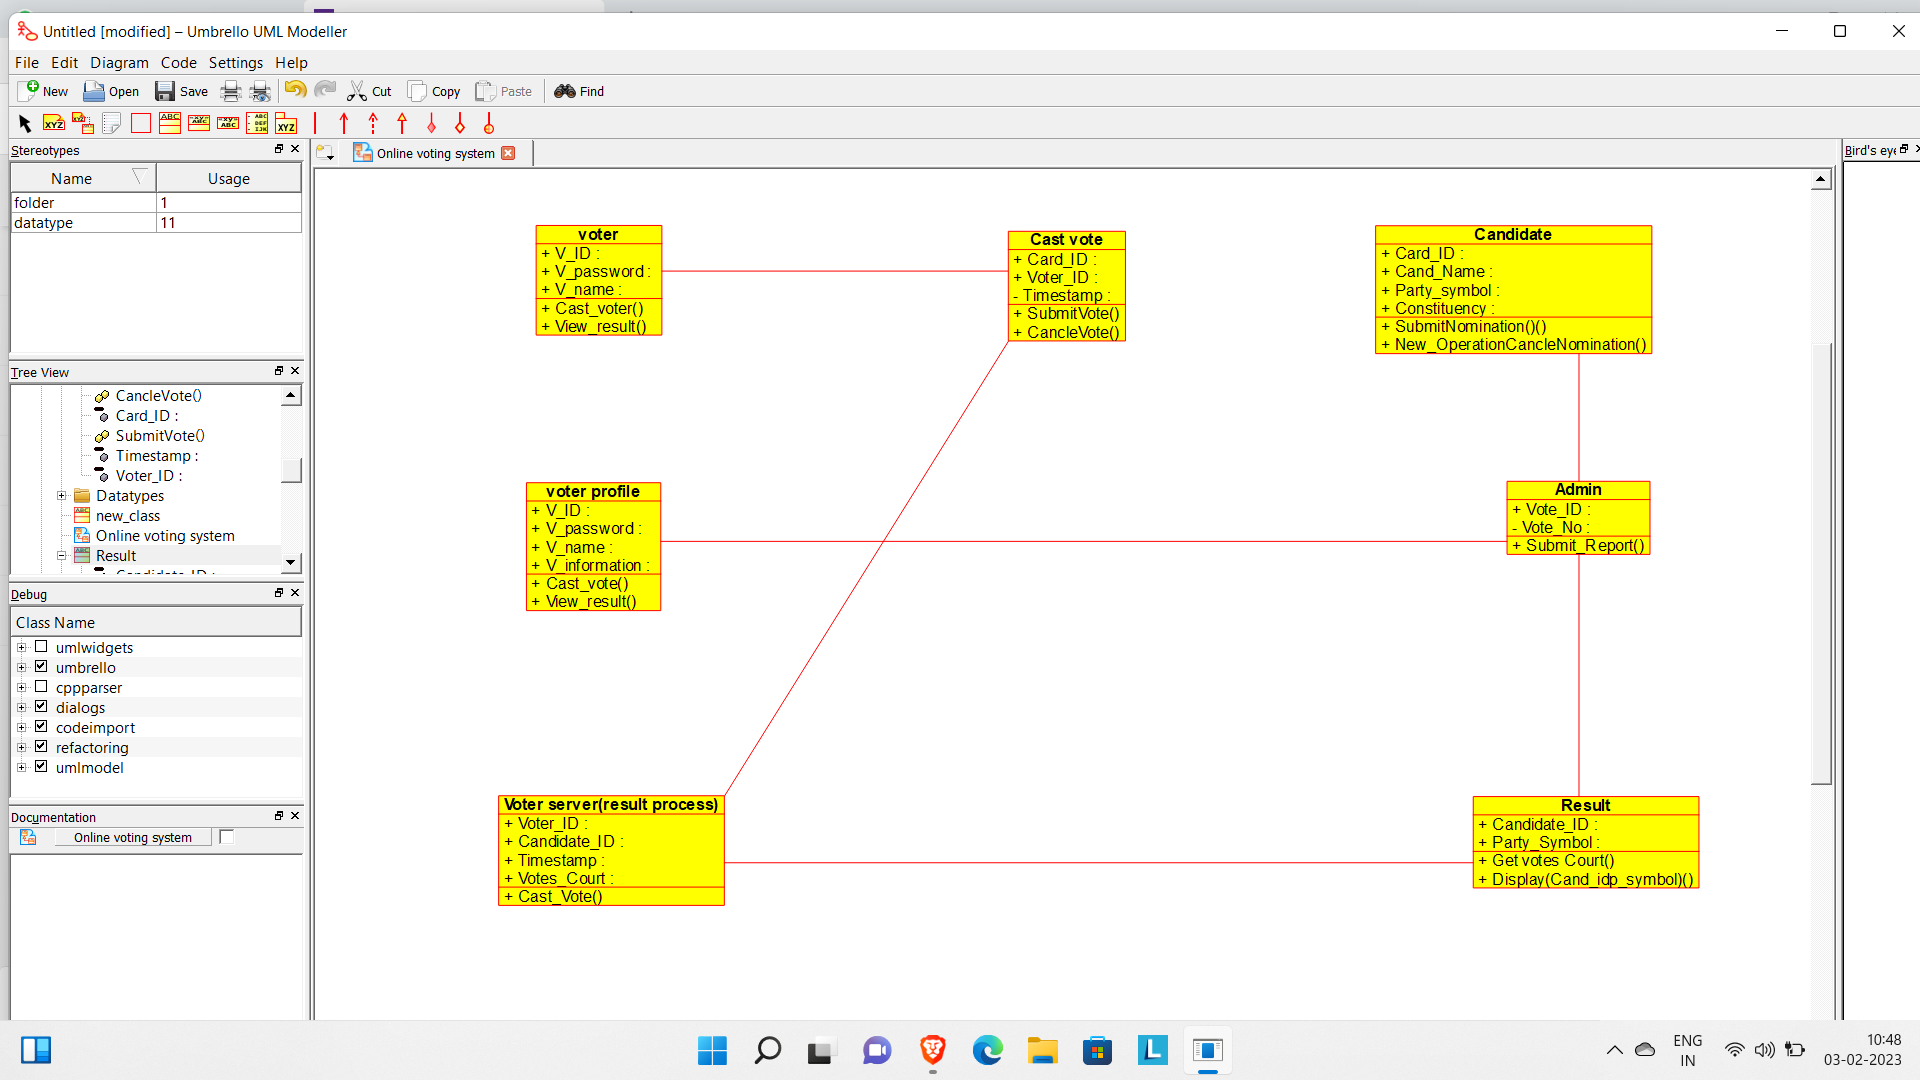 Untitled [modified] – Umbrello UML Modeller
File Edit Diagram Code Settings Help
New Open Save Cut Copy Paste Find
Stereotypes
Name Usage
folder 1
datatype 11
Tree View
CancleVote()
Card_ID :
SubmitVote()
Timestamp :
Voter_ID :
Datatypes
new_class
Online voting system
Result
Candidate_ID :
Debug
Class Name
umlwidgets
umbrello
cppparser
dialogs
codeimport
refactoring
umlmodel
Documentation
Online voting system
Online voting system
Bird's eye
voter
+ V_ID :
+ V_password :
+ V_name :
+ Cast_voter()
+ View_result()
Cast vote
+ Card_ID :
+ Voter_ID :
- Timestamp :
+ SubmitVote()
+ CancleVote()
Candidate
+ Card_ID :
+ Cand_Name :
+ Party_symbol :
+ Constituency :
+ SubmitNomination()()
+ New_OperationCancleNomination()
voter profile
+ V_ID :
+ V_password :
+ V_name :
+ V_information :
+ Cast_vote()
+ View_result()
Admin
+ Vote_ID :
- Vote_No :
+ Submit_Report()
Voter server(result process)
+ Voter_ID :
+ Candidate_ID :
+ Timestamp :
+ Votes_Court :
+ Cast_Vote()
Result
+ Candidate_ID :
+ Party_Symbol :
+ Get votes Court()
+ Display(Cand_idp_symbol)()
ENG
IN
10:48
03-02-2023